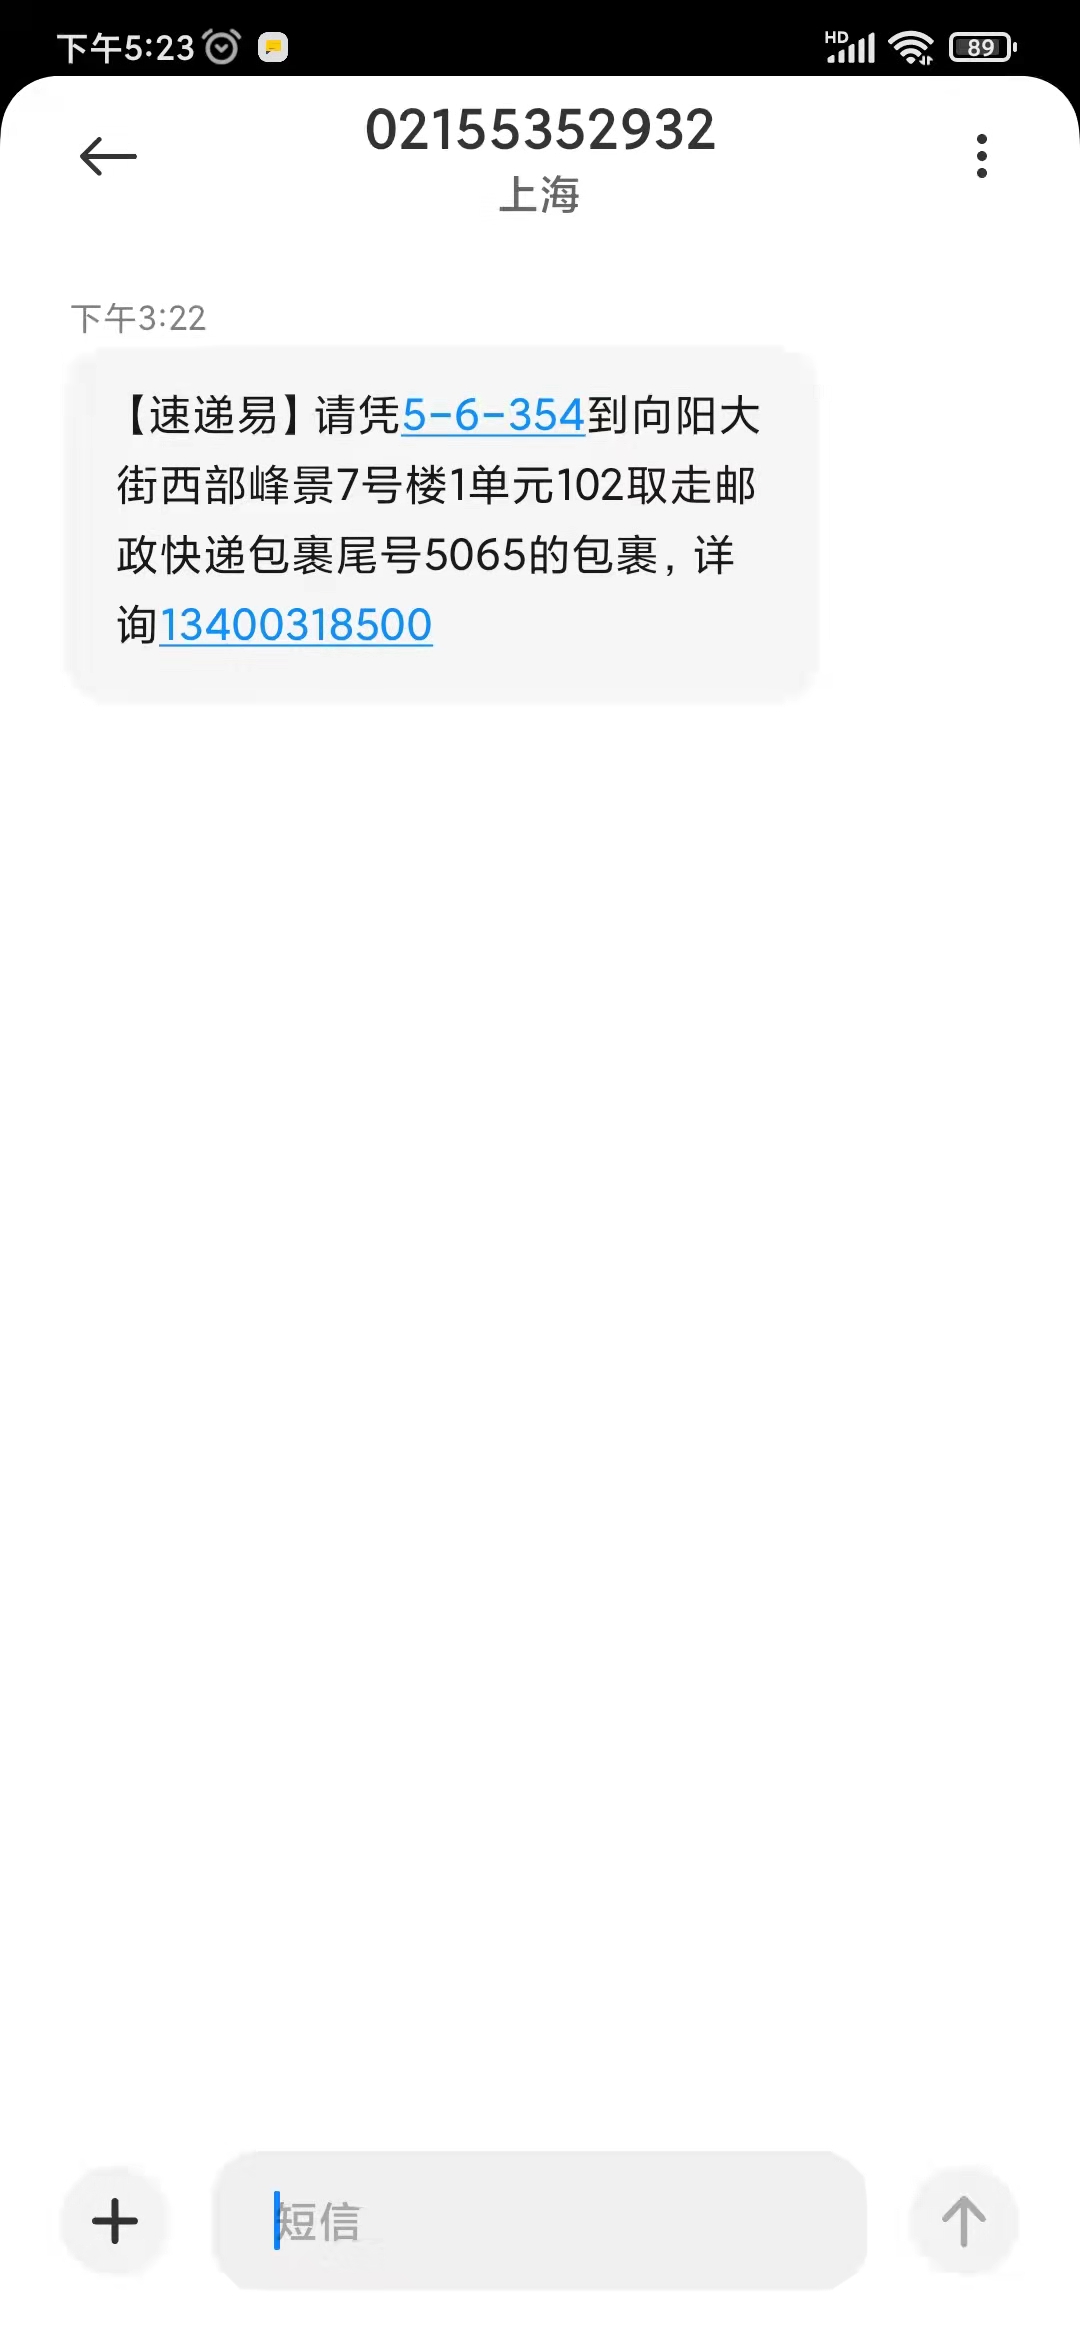 下午5:23
HD
89
02155352932
上海
下午3:22
【速递易】请凭5-6-354到向阳大
街西部峰景7号楼1单元102取走邮
政快递包裹尾号5065的包裹，详
询13400318500
短信